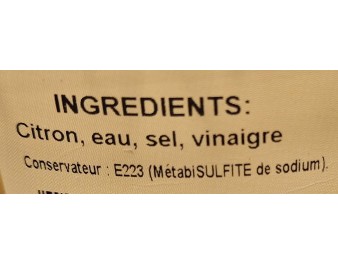 INGREDIENTS:
Citron, eau, sel, vinaigre
Conservateur : E223 (MétabiSULFITE de sodium).